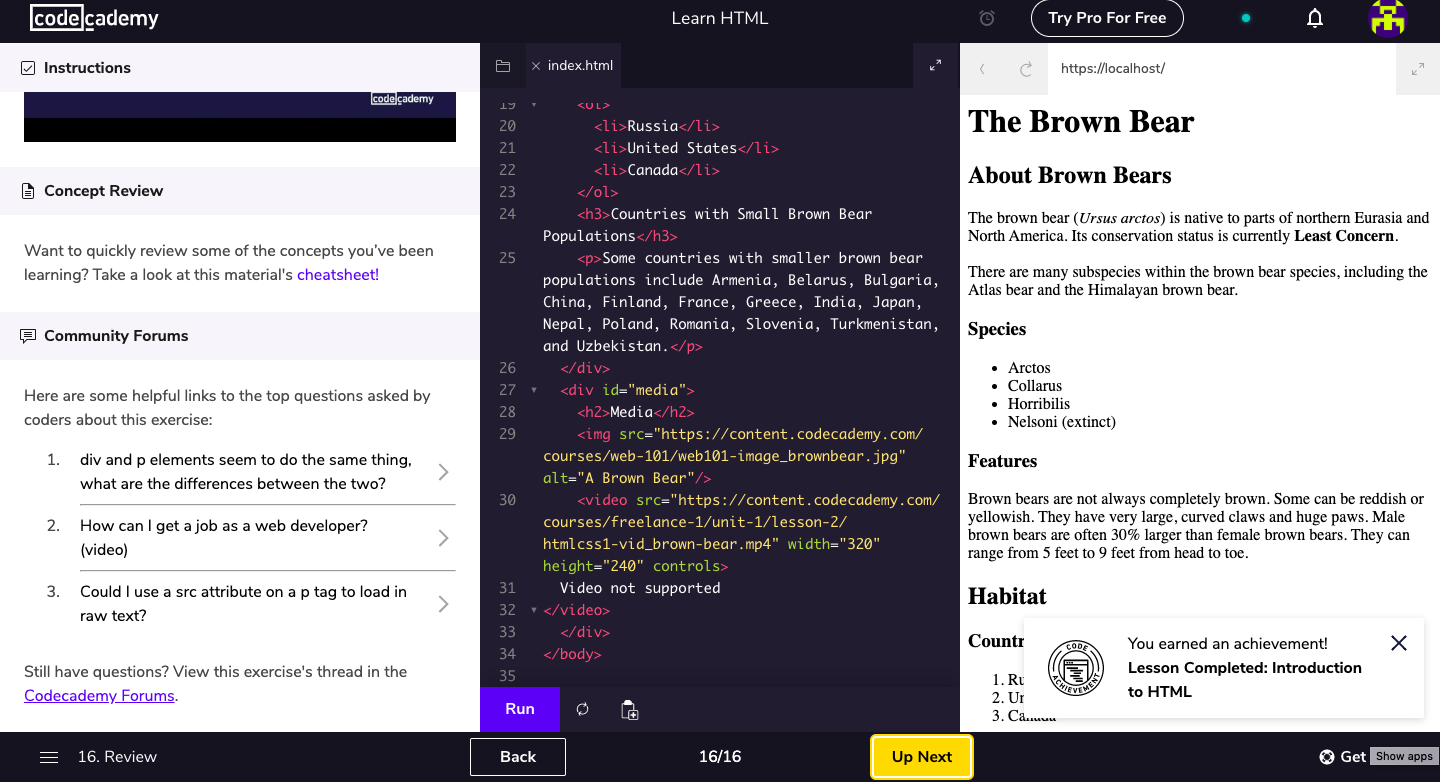 codecademy
Learn HTML
Try Pro For Free
Instructions
codecademy
Concept Review
Want to quickly review some of the concepts you've been
learning? Take a look at this material's cheatsheet!
Community Forums
Here are some helpful links to the top questions asked by
coders about this exercise:
1. div and p elements seem to do the same thing,
what are the differences between the two?
2. How can I get a job as a web developer?
(video)
3. Could I use a src attribute on a p tag to load in
raw text?
Still have questions? View this exercise's thread in the
Codecademy Forums.
index.html
19 <ol>
20 <li>Russia</li>
21 <li>United States</li>
22 <li>Canada</li>
23 </ol>
24 <h3>Countries with Small Brown Bear
Populations</h3>
25 <p>Some countries with smaller brown bear
populations include Armenia, Belarus, Bulgaria,
China, Finland, France, Greece, India, Japan,
Nepal, Poland, Romania, Slovenia, Turkmenistan,
and Uzbekistan.</p>
26 </div>
27 <div id="media">
28 <h2>Media</h2>
29 <img src="https://content.codecademy.com/
courses/web-101/web101-image_brownbear.jpg"
alt="A Brown Bear"/>
30 <video src="https://content.codecademy.com/
courses/freelance-1/unit-1/lesson-2/
htmlcss1-vid_brown-bear.mp4" width="320"
height="240" controls>
31 Video not supported
32 </video>
33 </div>
34 </body>
35
Run
https://localhost/
The Brown Bear
About Brown Bears
The brown bear (Ursus arctos) is native to parts of northern Eurasia and
North America. Its conservation status is currently Least Concern.
There are many subspecies within the brown bear species, including the
Atlas bear and the Himalayan brown bear.
Species
• Arctos
• Collarus
• Horribilis
• Nelsoni (extinct)
Features
Brown bears are not always completely brown. Some can be reddish or
yellowish. They have very large, curved claws and huge paws. Male
brown bears are often 30% larger than female brown bears. They can
range from 5 feet to 9 feet from head to toe.
Habitat
Countr
1. Ru
2. Un
3. Canada
CODE
ACHIEVEMENT
You earned an achievement!
Lesson Completed: Introduction
to HTML
16. Review
Back
16/16
Up Next
Get
Show apps